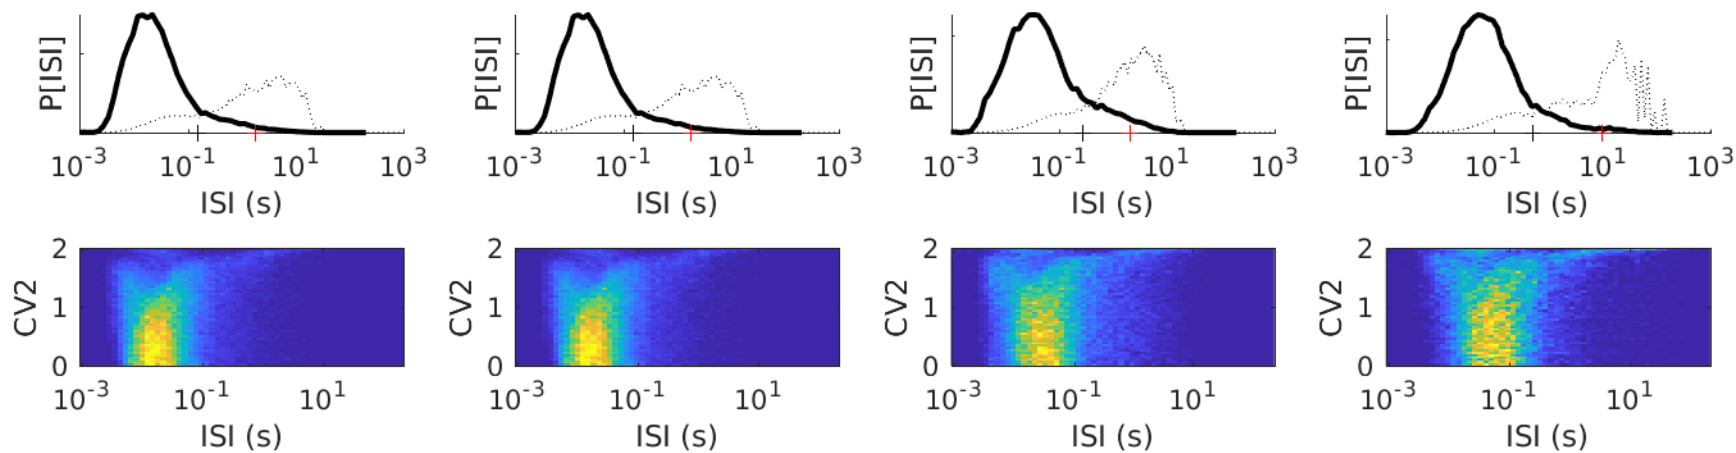 P[ISI] P[ISI] P[ISI] P[ISI]
10^-3 10^-1 10^1 10^3 10^-3 10^-1 10^1 10^3 10^-3 10^-1 10^1 10^3 10^-3 10^-1 10^1 10^3
ISI (s) ISI (s) ISI (s) ISI (s)
2 2 2 2
CV2 1 CV2 1 CV2 1 CV2 1
0 0 0 0
10^-3 10^-1 10^1 10^-3 10^-1 10^1 10^-3 10^-1 10^1 10^-3 10^-1 10^1
ISI (s) ISI (s) ISI (s) ISI (s)